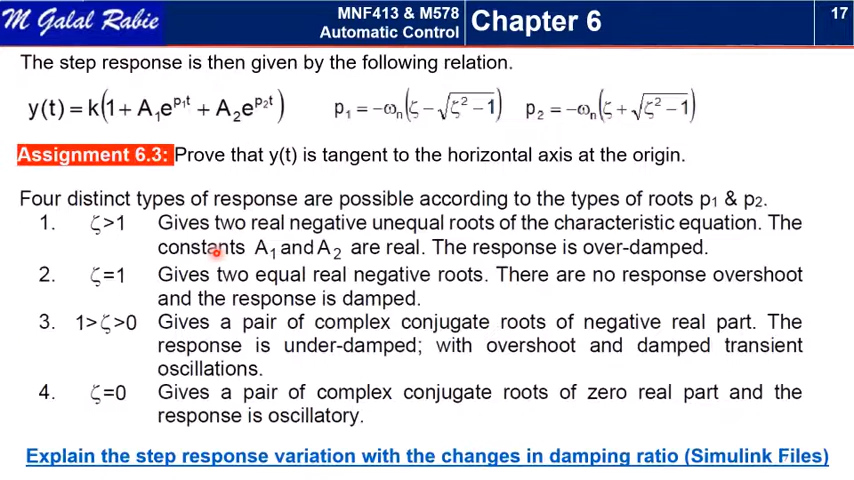 M Galal Rabie
MNF413 & M578
Automatic Control
Chapter 6
17
The step response is then given by the following relation.
y(t) = k(1 + A₁e^{p₁t} + A₂e^{p₂t})    p₁ = −ωₙ(ζ − √(ζ² − 1))    p₂ = −ωₙ(ζ + √(ζ² − 1))
Assignment 6.3: Prove that y(t) is tangent to the horizontal axis at the origin.
Four distinct types of response are possible according to the types of roots p₁ & p₂.
1. ζ>1 Gives two real negative unequal roots of the characteristic equation. The
constants A₁ and A₂ are real. The response is over-damped.
2. ζ=1 Gives two equal real negative roots. There are no response overshoot
and the response is damped.
3. 1>ζ>0 Gives a pair of complex conjugate roots of negative real part. The
response is under-damped; with overshoot and damped transient
oscillations.
4. ζ=0 Gives a pair of complex conjugate roots of zero real part and the
response is oscillatory.
Explain the step response variation with the changes in damping ratio (Simulink Files)